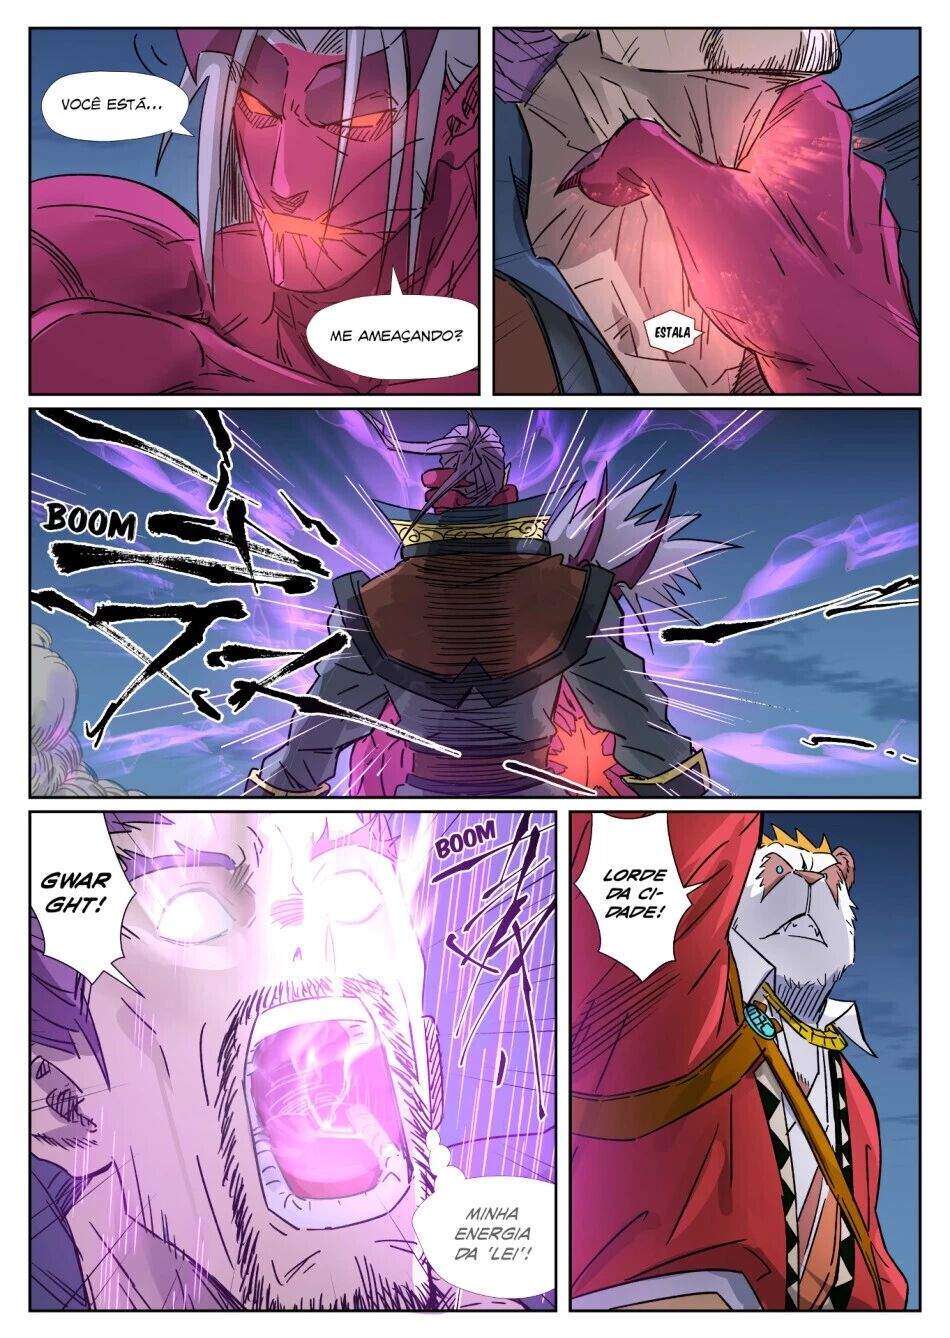 VOCÊ ESTÁ...
ME AMEAÇANDO?
ESTALA
BOOM
GWAR
GHT!
BOOM
MINHA
ENERGIA
DA 'LEI'!
LORDE
DA CI-
DADE!